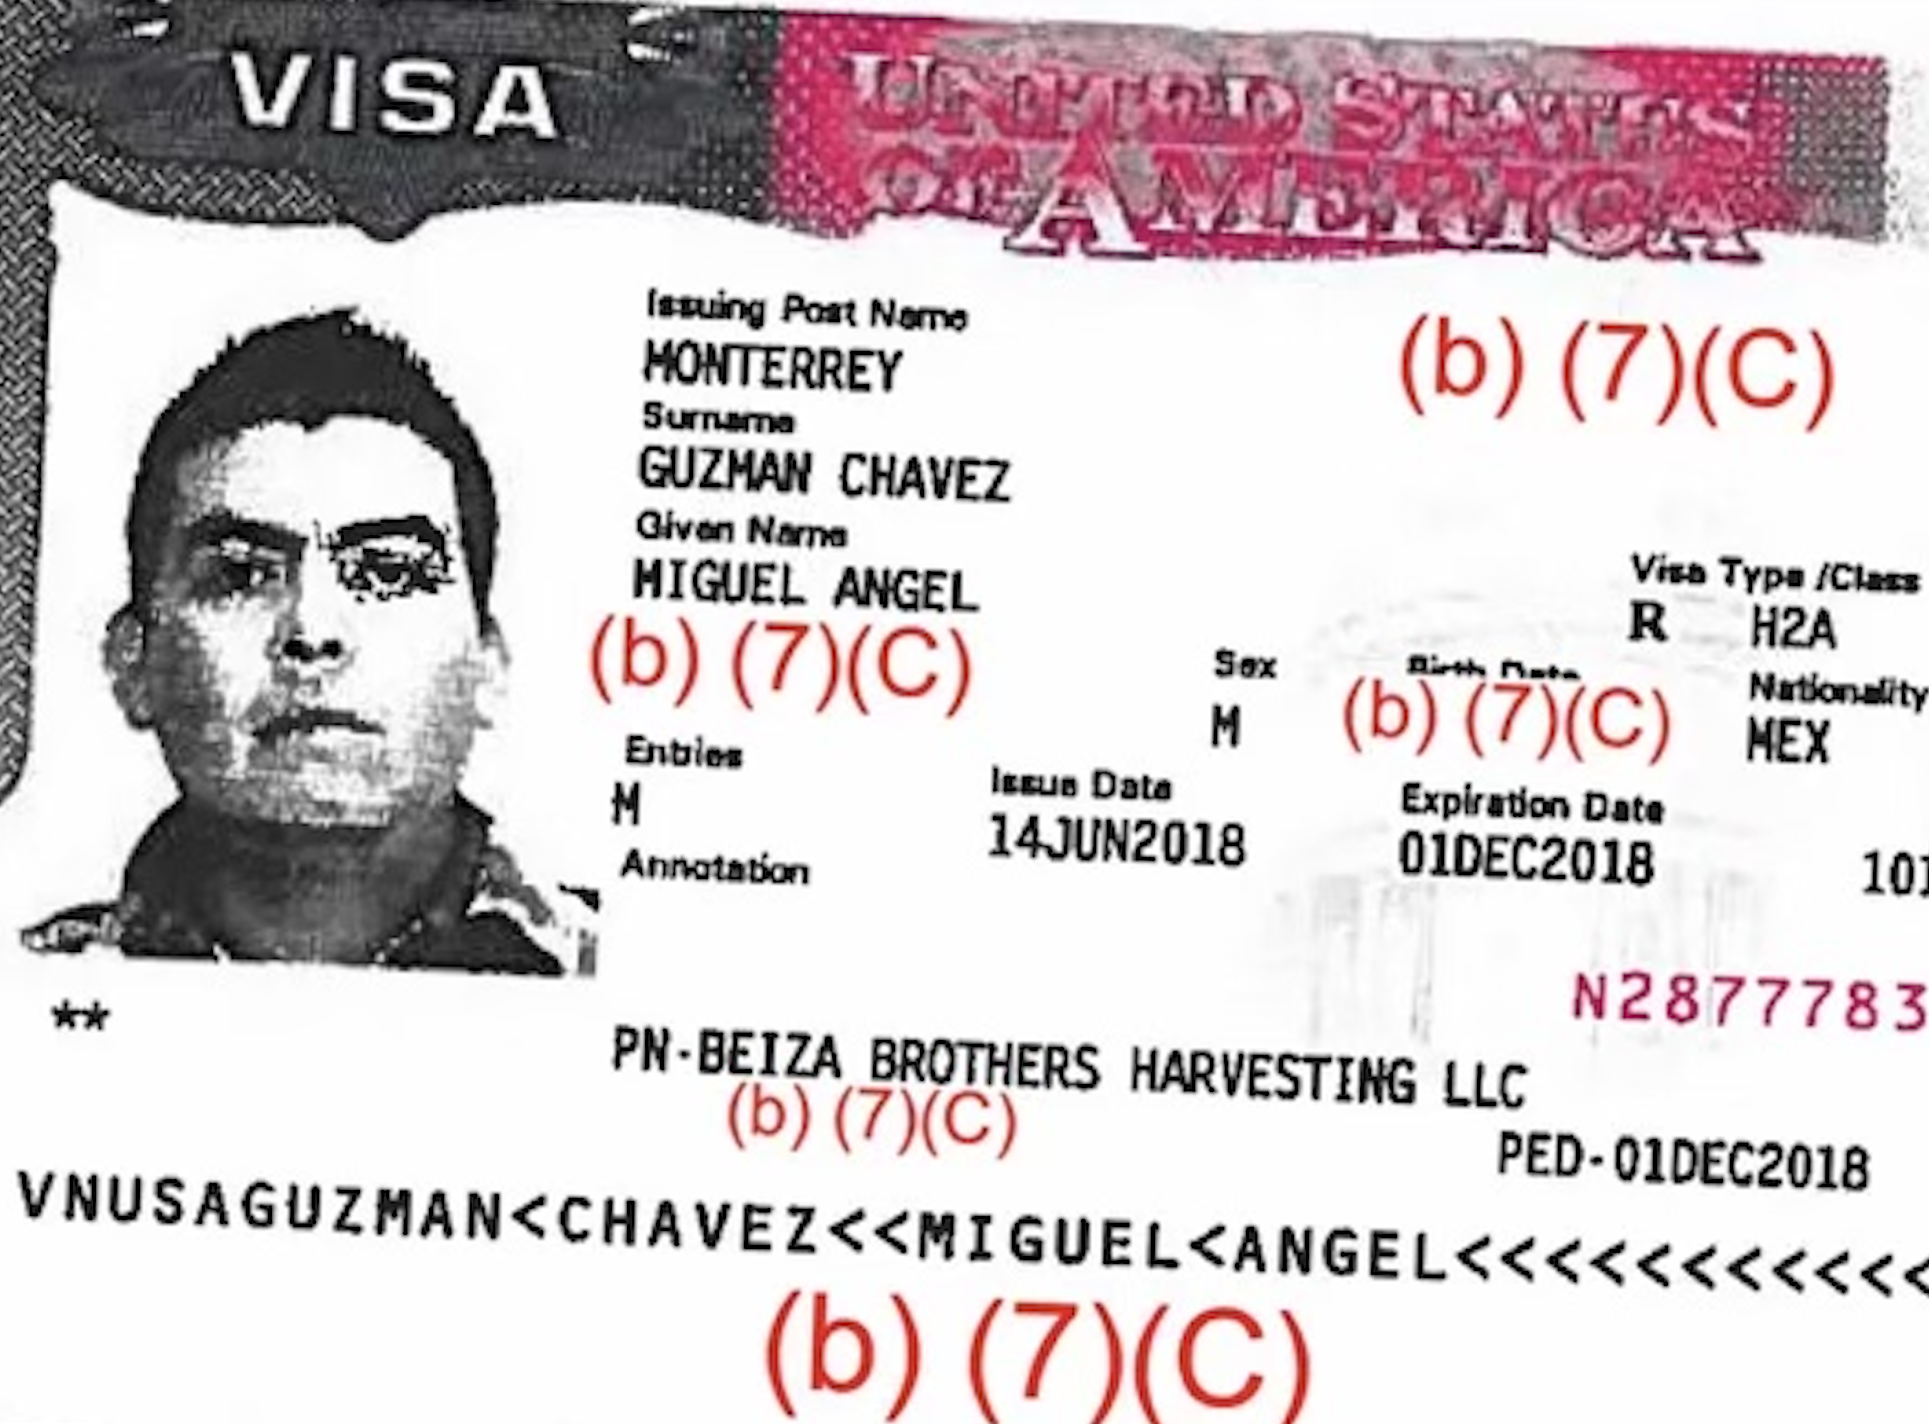 VISA
UNITED STATES
OF AMERICA
Issuing Post Name
MONTERREY
(b) (7)(C)
Surname
GUZMAN CHAVEZ
Given Name
MIGUEL ANGEL
Visa Type /Class
R H2A
(b) (7)(C)
Sex
Birth Date
Nationality
M
(b) (7)(C)
MEX
Entries
Issue Date
Expiration Date
M
14JUN2018
01DEC2018
101
Annotation
N2877783
**
PN-BEIZA BROTHERS HARVESTING LLC
(b) (7)(C)
PED-01DEC2018
VNUSAGUZMAN<CHAVEZ<<MIGUEL<ANGEL<<<<<<<<<<<
(b) (7)(C)